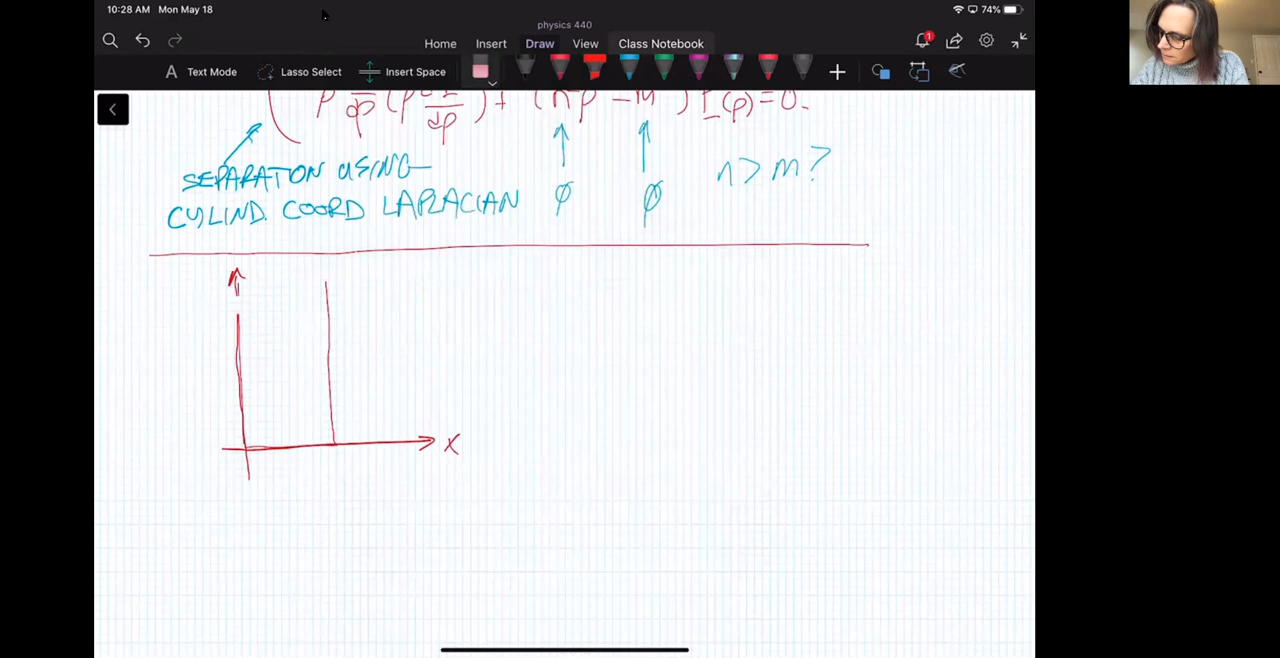 10:28 AM Mon May 18
74%
physics 440
Home Insert Draw View Class Notebook
1
A Text Mode Lasso Select Insert Space
SEPARATON USING
CYLIND. COORD LAPLACIAN
ϕ ϕ
n > m?
X